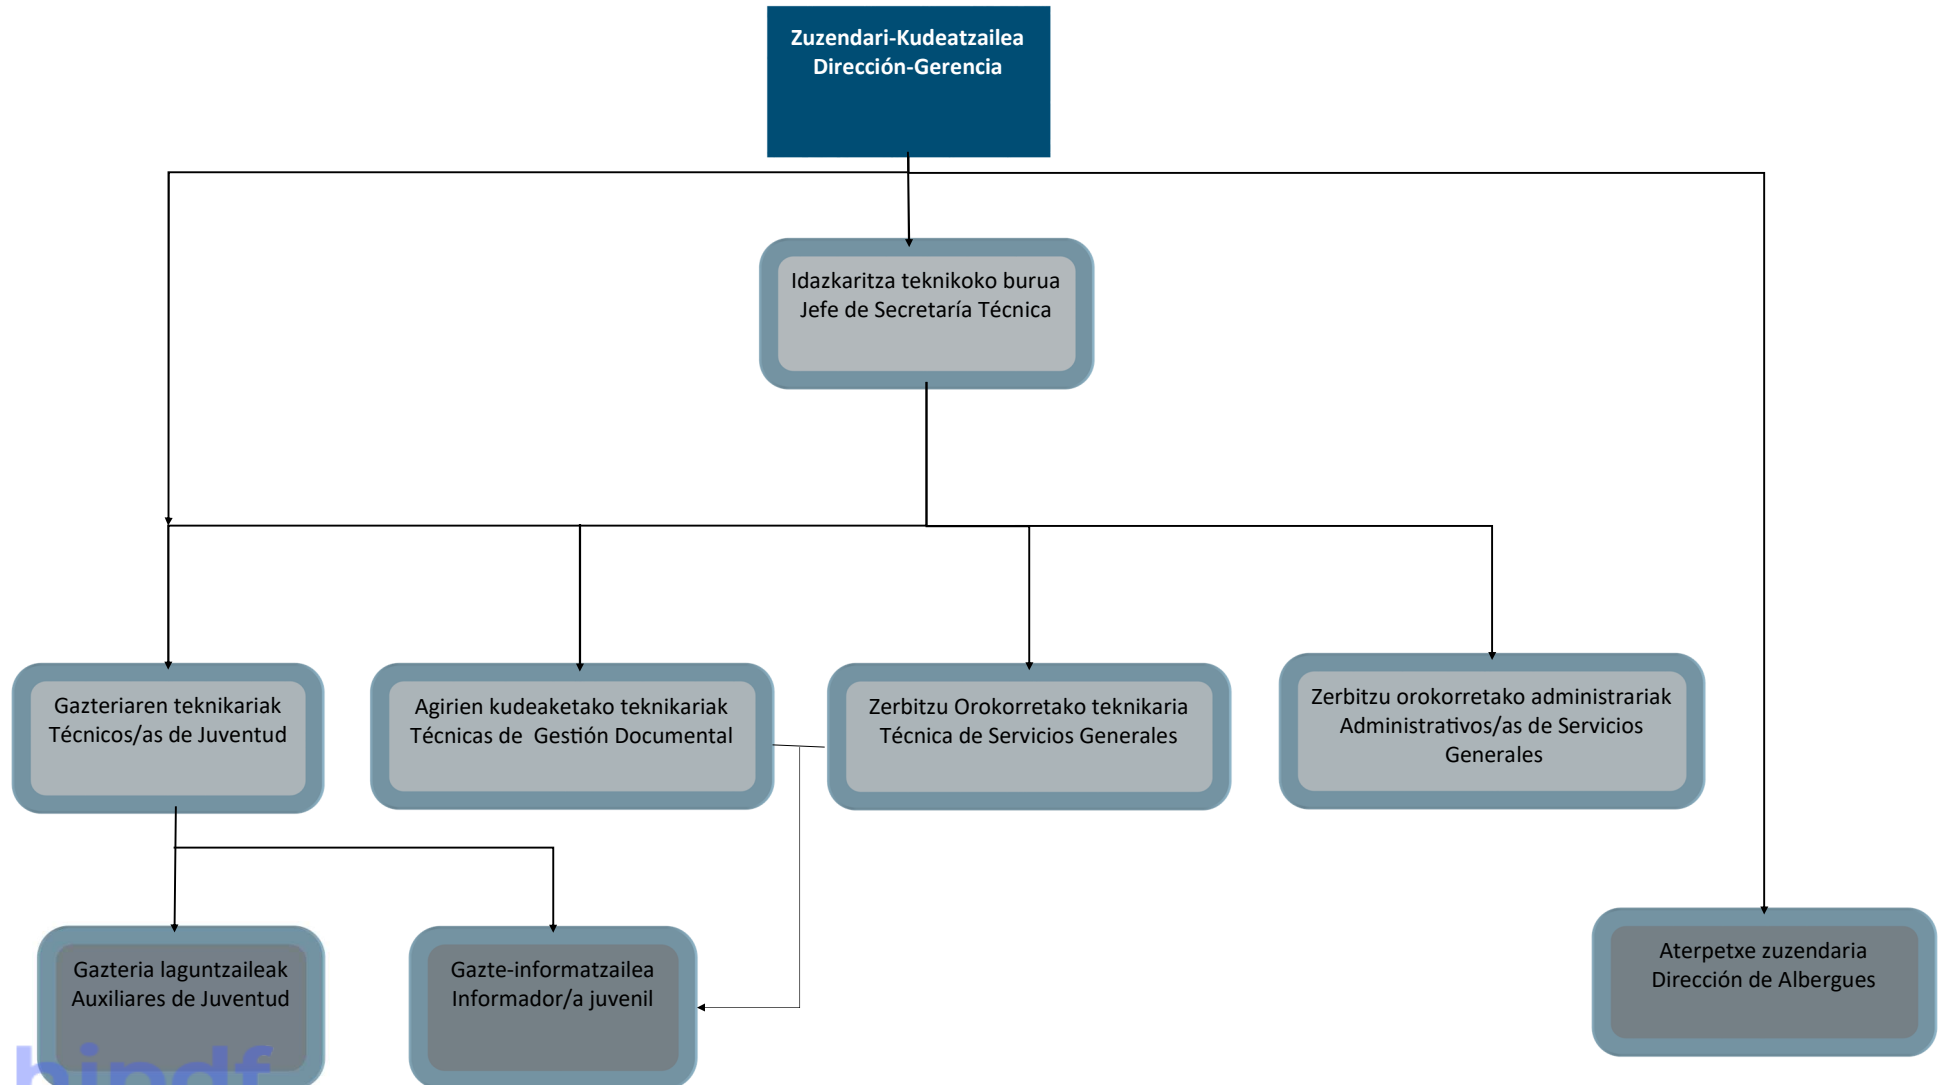 Zuzendari-Kudeatzailea
Dirección-Gerencia
Idazkaritza teknikoko burua
Jefe de Secretaría Técnica
Gazteriaren teknikariak
Técnicos/as de Juventud
Agirien kudeaketako teknikariak
Técnicas de Gestión Documental
Zerbitzu Orokorretako teknikaria
Técnica de Servicios Generales
Zerbitzu orokorretako administrariak
Administrativos/as de Servicios
Generales
Gazteria laguntzaileak
Auxiliares de Juventud
Gazte-informatzailea
Informador/a juvenil
Aterpetxe zuzendaria
Dirección de Albergues
hipdf